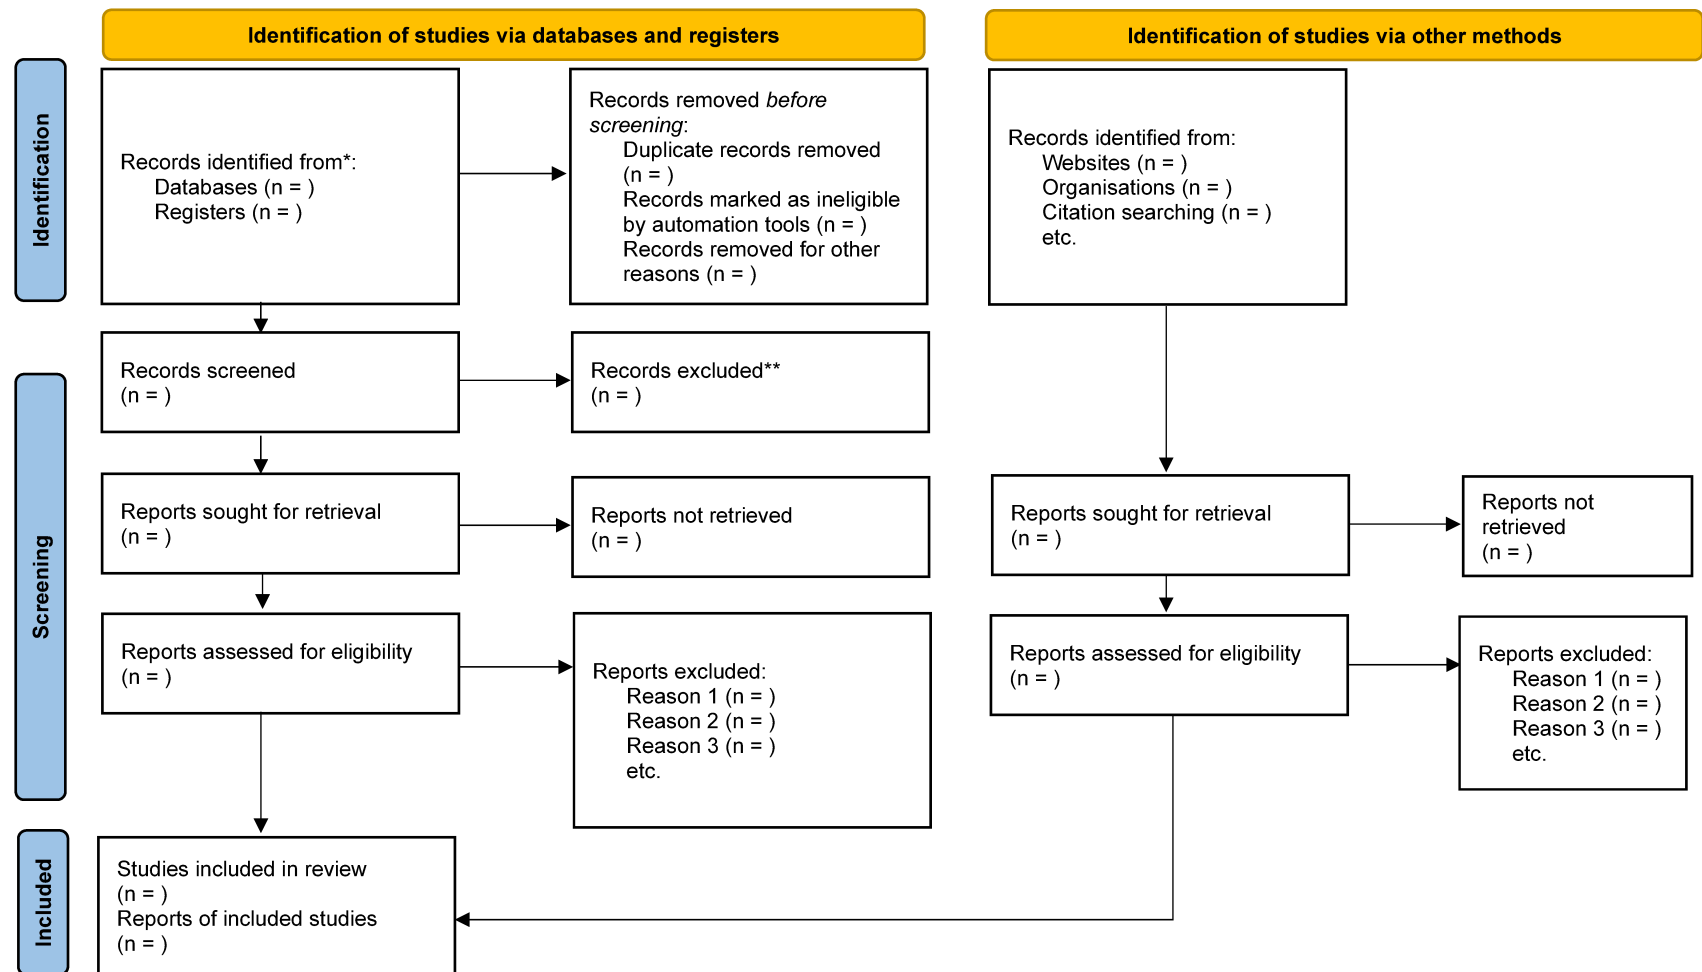 Identification of studies via databases and registers
Identification of studies via other methods
Identification
Records identified from*:
Databases (n = )
Registers (n = )
Records removed before
screening:
Duplicate records removed
(n = )
Records marked as ineligible
by automation tools (n = )
Records removed for other
reasons (n = )
Records identified from:
Websites (n = )
Organisations (n = )
Citation searching (n = )
etc.
Screening
Records screened
(n = )
Records excluded**
(n = )
Reports sought for retrieval
(n = )
Reports not retrieved
(n = )
Reports sought for retrieval
(n = )
Reports not
retrieved
(n = )
Reports assessed for eligibility
(n = )
Reports excluded:
Reason 1 (n = )
Reason 2 (n = )
Reason 3 (n = )
etc.
Reports assessed for eligibility
(n = )
Reports excluded:
Reason 1 (n = )
Reason 2 (n = )
Reason 3 (n = )
etc.
Included
Studies included in review
(n = )
Reports of included studies
(n = )